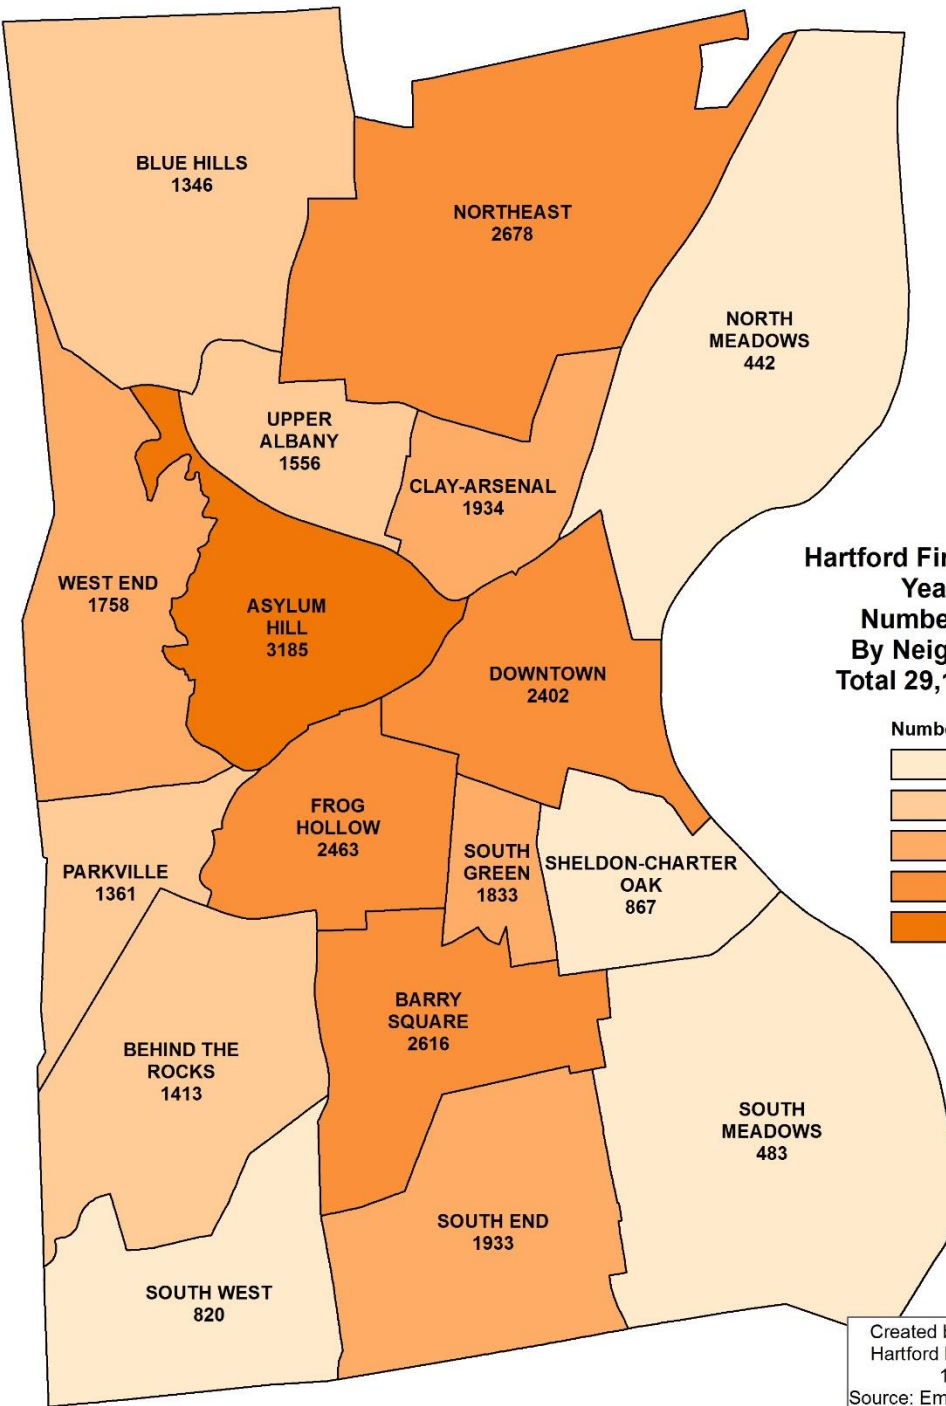 BLUE HILLS
1346
NORTHEAST
2678
NORTH
MEADOWS
442
UPPER
ALBANY
1556
CLAY-ARSENAL
1934
WEST END
1758
ASYLUM
HILL
3185
DOWNTOWN
2402
Hartford Fir
Yea
Numbe
By Neig
Total 29,1
Numbe
FROG
HOLLOW
2463
SOUTH
GREEN
1833
SHELDON-CHARTER
OAK
867
PARKVILLE
1361
BARRY
SQUARE
2616
BEHIND THE
ROCKS
1413
SOUTH
MEADOWS
483
SOUTH END
1933
SOUTH WEST
820
Created b
Hartford
1
Source: Em